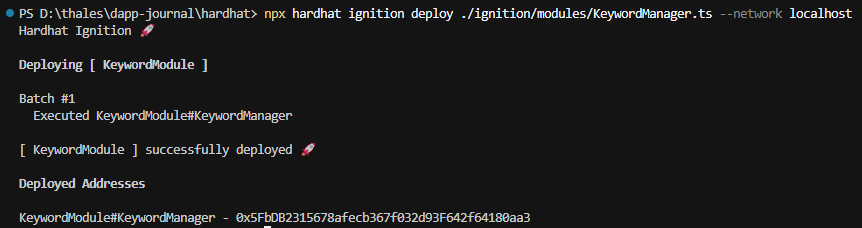 PS D:\thales\dapp-journal\hardhat> npx hardhat ignition deploy ./ignition/modules/KeywordManager.ts --network localhost
Hardhat Ignition 🚀
Deploying [ KeywordModule ]
Batch #1
Executed KeywordModule#KeywordManager
[ KeywordModule ] successfully deployed 🚀
Deployed Addresses
KeywordModule#KeywordManager - 0x5FbDB2315678afecb367f032d93F642f64180aa3